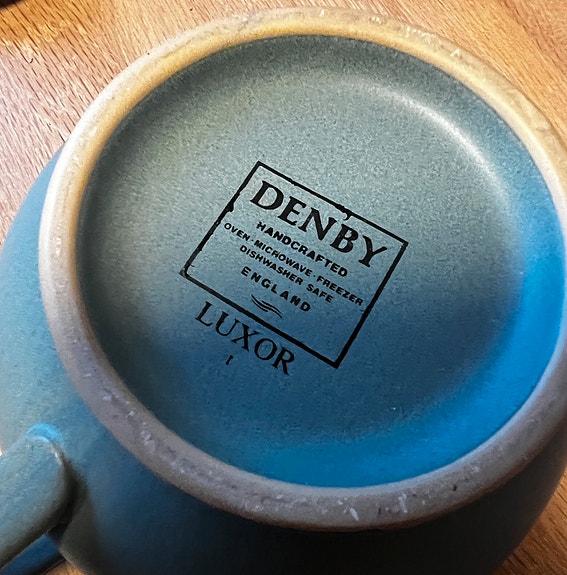 DENBY
HANDCRAFTED
OVEN·MICROWAVE·FREEZER
DISHWASHER SAFE
ENGLAND
LUXOR
I